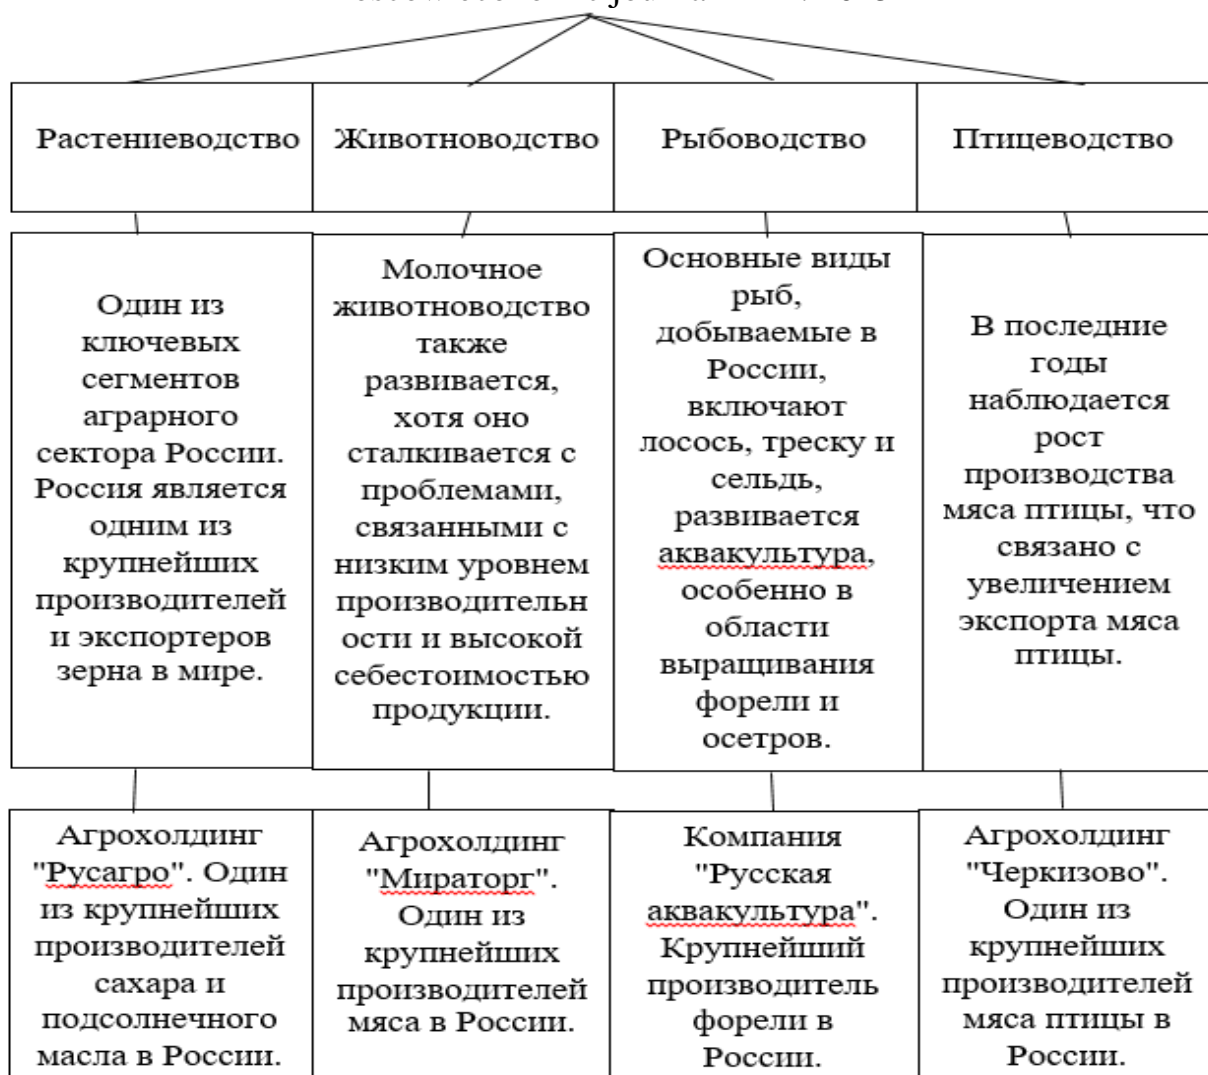 Растениеводство
Животноводство
Рыбоводство
Птицеводство
Один из
ключевых
сегментов
аграрного
сектора России.
Россия является
одним из
крупнейших
производителей
и экспортеров
зерна в мире.
Молочное
животноводство
также
развивается,
хотя оно
сталкивается с
проблемами,
связанными с
низким уровнем
производительн
ости и высокой
себестоимостью
продукции.
Основные виды
рыб,
добываемые в
России,
включают
лосось, треску и
сельдь,
развивается
аквакультура,
особенно в
области
выращивания
форели и
осетров.
В последние
годы
наблюдается
рост
производства
мяса птицы, что
связано с
увеличением
экспорта мяса
птицы.
Агрохолдинг
"Русагро". Один
из крупнейших
производителей
сахара и
подсолнечного
масла в России.
Агрохолдинг
"Мираторг".
Один из
крупнейших
производителей
мяса в России.
Компания
"Русская
аквакультура".
Крупнейший
производитель
форели в
России.
Агрохолдинг
"Черкизово".
Один из
крупнейших
производителей
мяса птицы в
России.